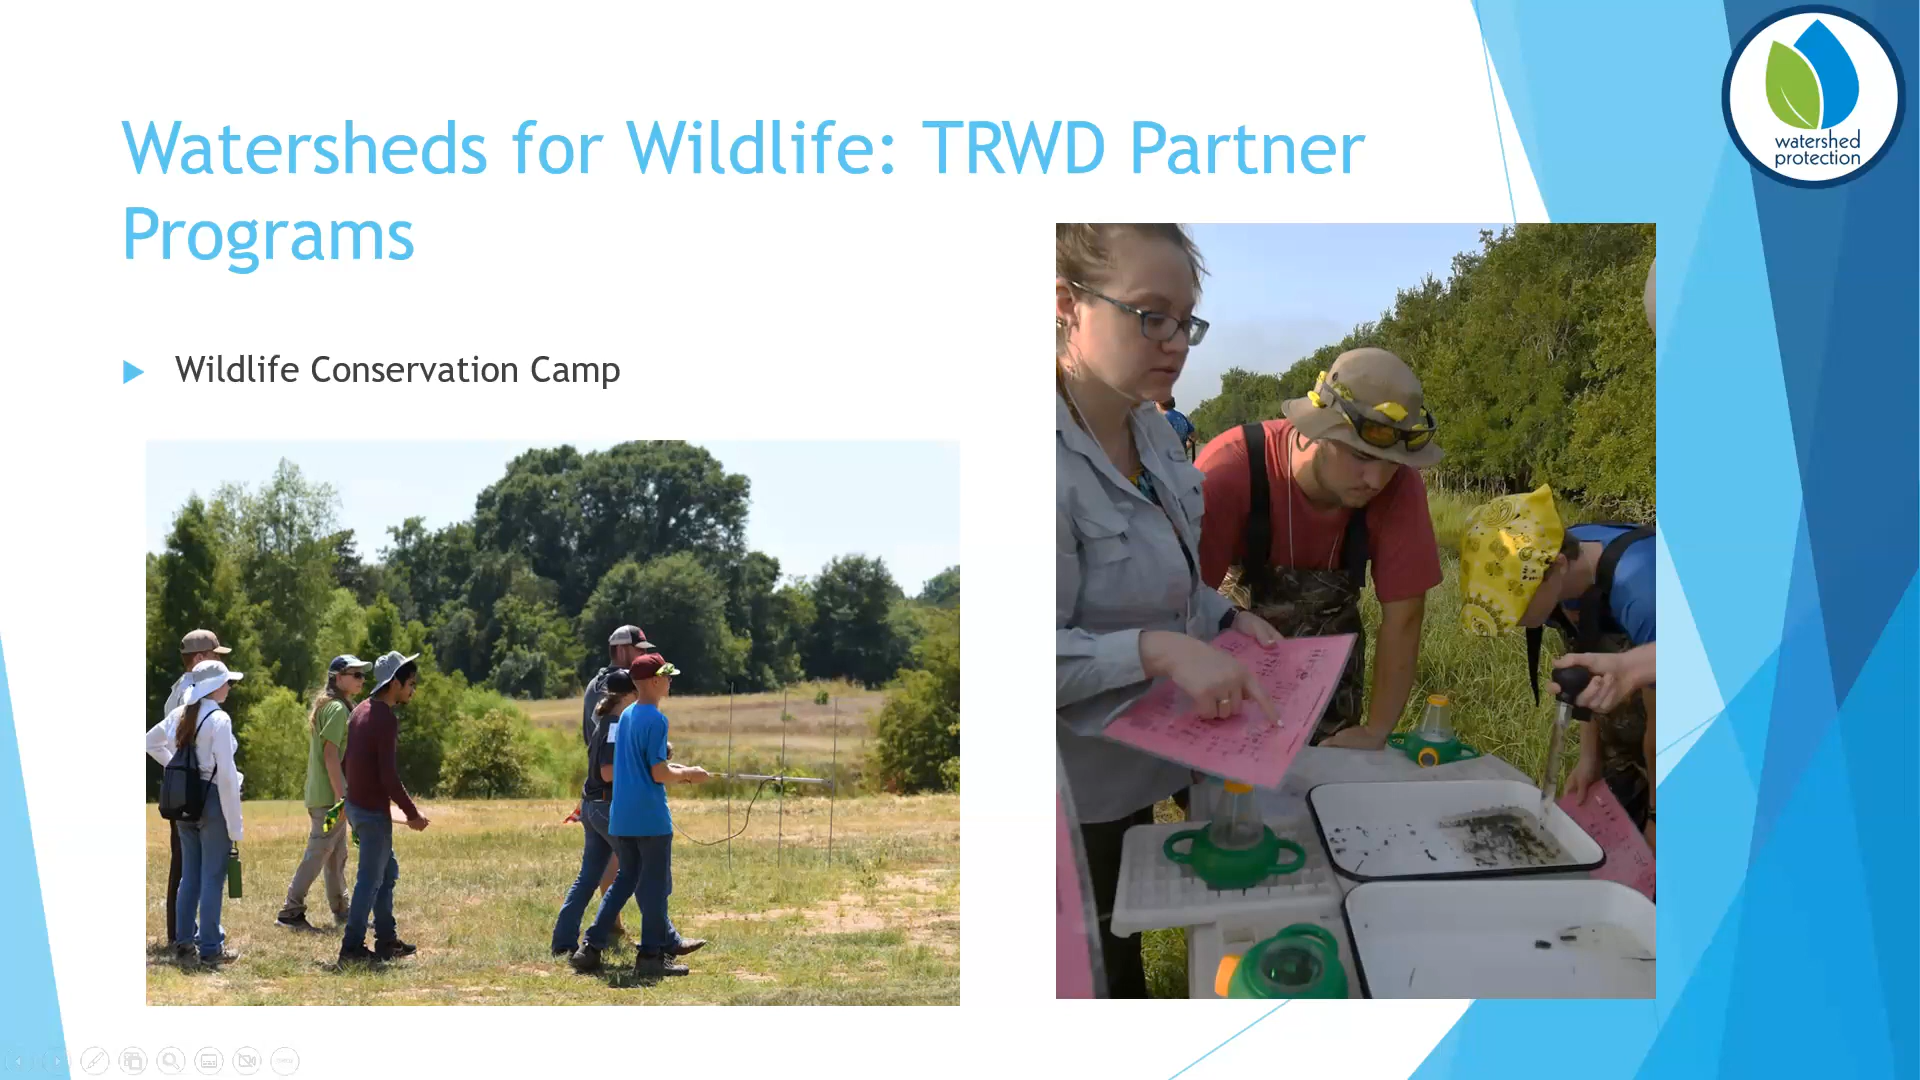 Watersheds for Wildlife: TRWD Partner
Programs
Wildlife Conservation Camp
watershed
protection